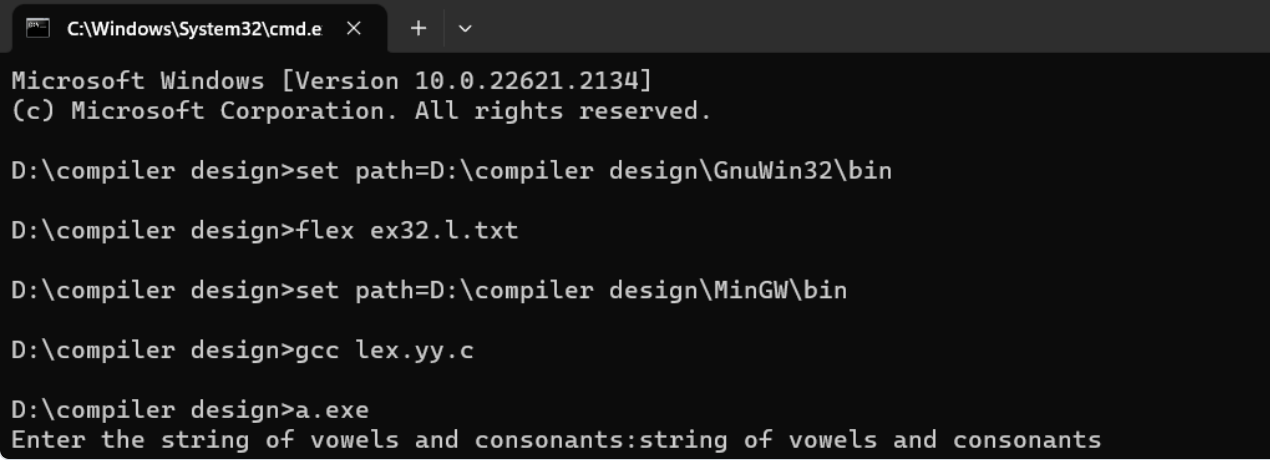 C:\Windows\System32\cmd.e
Microsoft Windows [Version 10.0.22621.2134]
(c) Microsoft Corporation. All rights reserved.
D:\compiler design>set path=D:\compiler design\GnuWin32\bin
D:\compiler design>flex ex32.l.txt
D:\compiler design>set path=D:\compiler design\MinGW\bin
D:\compiler design>gcc lex.yy.c
D:\compiler design>a.exe
Enter the string of vowels and consonants:string of vowels and consonants